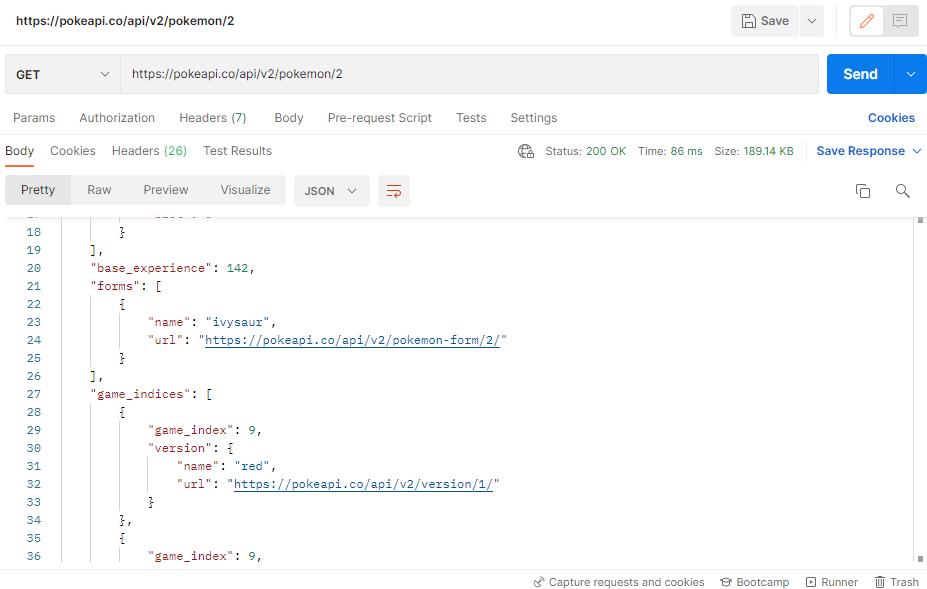 https://pokeapi.co/api/v2/pokemon/2
Save
GET
https://pokeapi.co/api/v2/pokemon/2
Send
Params Authorization Headers (7) Body Pre-request Script Tests Settings Cookies
Body Cookies Headers (26) Test Results Status: 200 OK Time: 86 ms Size: 189.14 KB Save Response
Pretty Raw Preview Visualize JSON
18 }
19 ],
20 "base_experience": 142,
21 "forms": [
22 {
23 "name": "ivysaur",
24 "url": "https://pokeapi.co/api/v2/pokemon-form/2/"
25 }
26 ],
27 "game_indices": [
28 {
29 "game_index": 9,
30 "version": {
31 "name": "red",
32 "url": "https://pokeapi.co/api/v2/version/1/"
33 }
34 },
35 {
36 "game_index": 9,
Capture requests and cookies Bootcamp Runner Trash